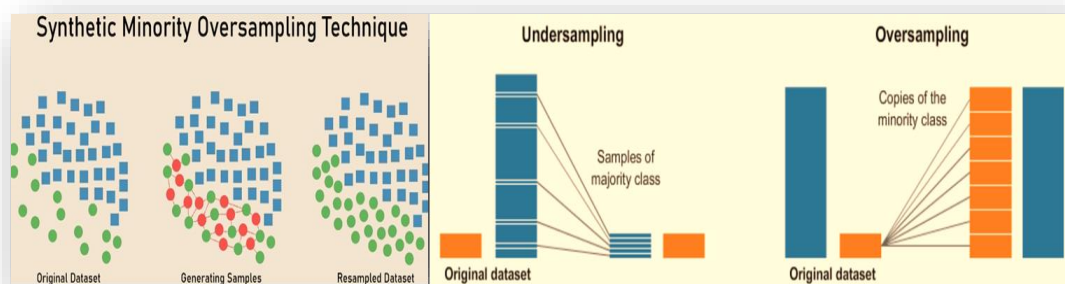 Synthetic Minority Oversampling Technique
Original Dataset
Generating Samples
Resampled Dataset
Undersampling
Samples of
majority class
Original dataset
Oversampling
Copies of the
minority class
Original dataset